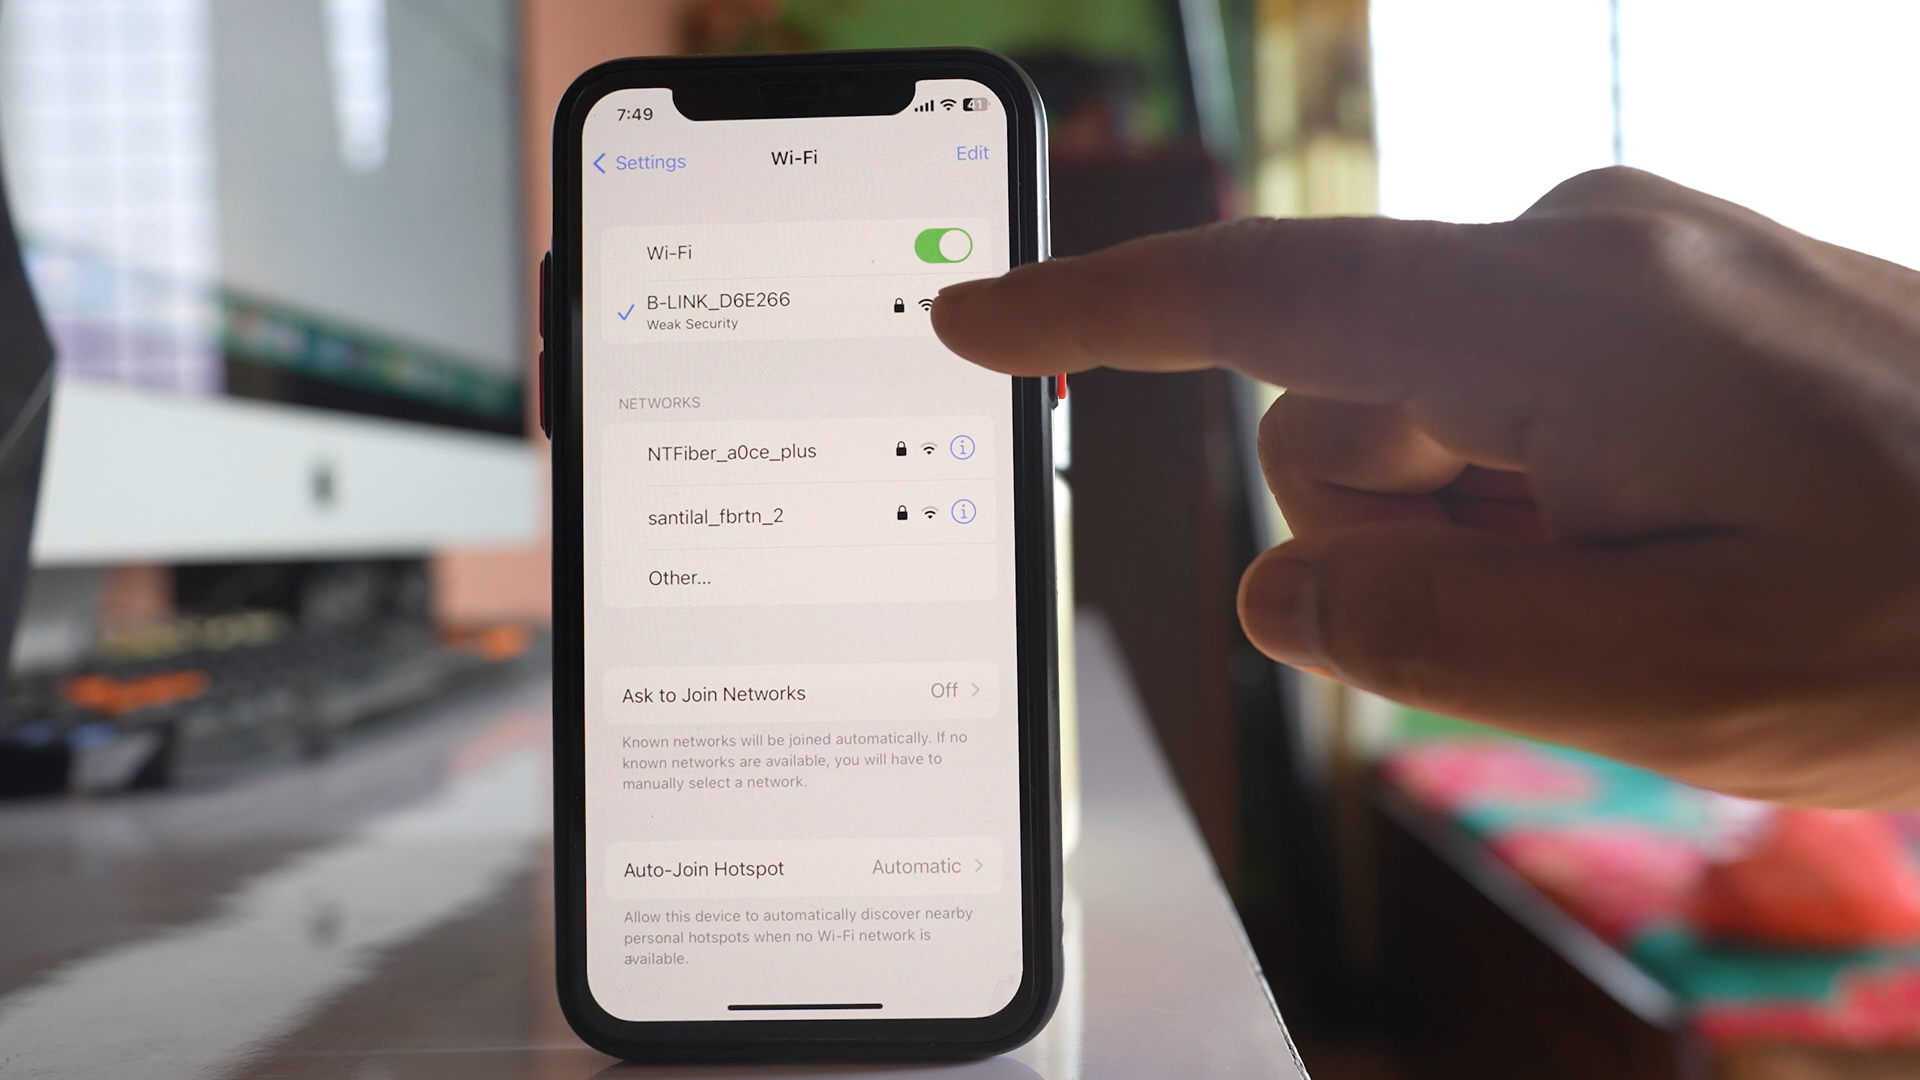 7:49
41
Settings
Wi-Fi
Edit
Wi-Fi
B-LINK_D6E266
Weak Security
NETWORKS
NTFiber_a0ce_plus
santilal_fbrtn_2
Other...
Ask to Join Networks
Off
Known networks will be joined automatically. If no
known networks are available, you will have to
manually select a network.
Auto-Join Hotspot
Automatic
Allow this device to automatically discover nearby
personal hotspots when no Wi-Fi network is
available.